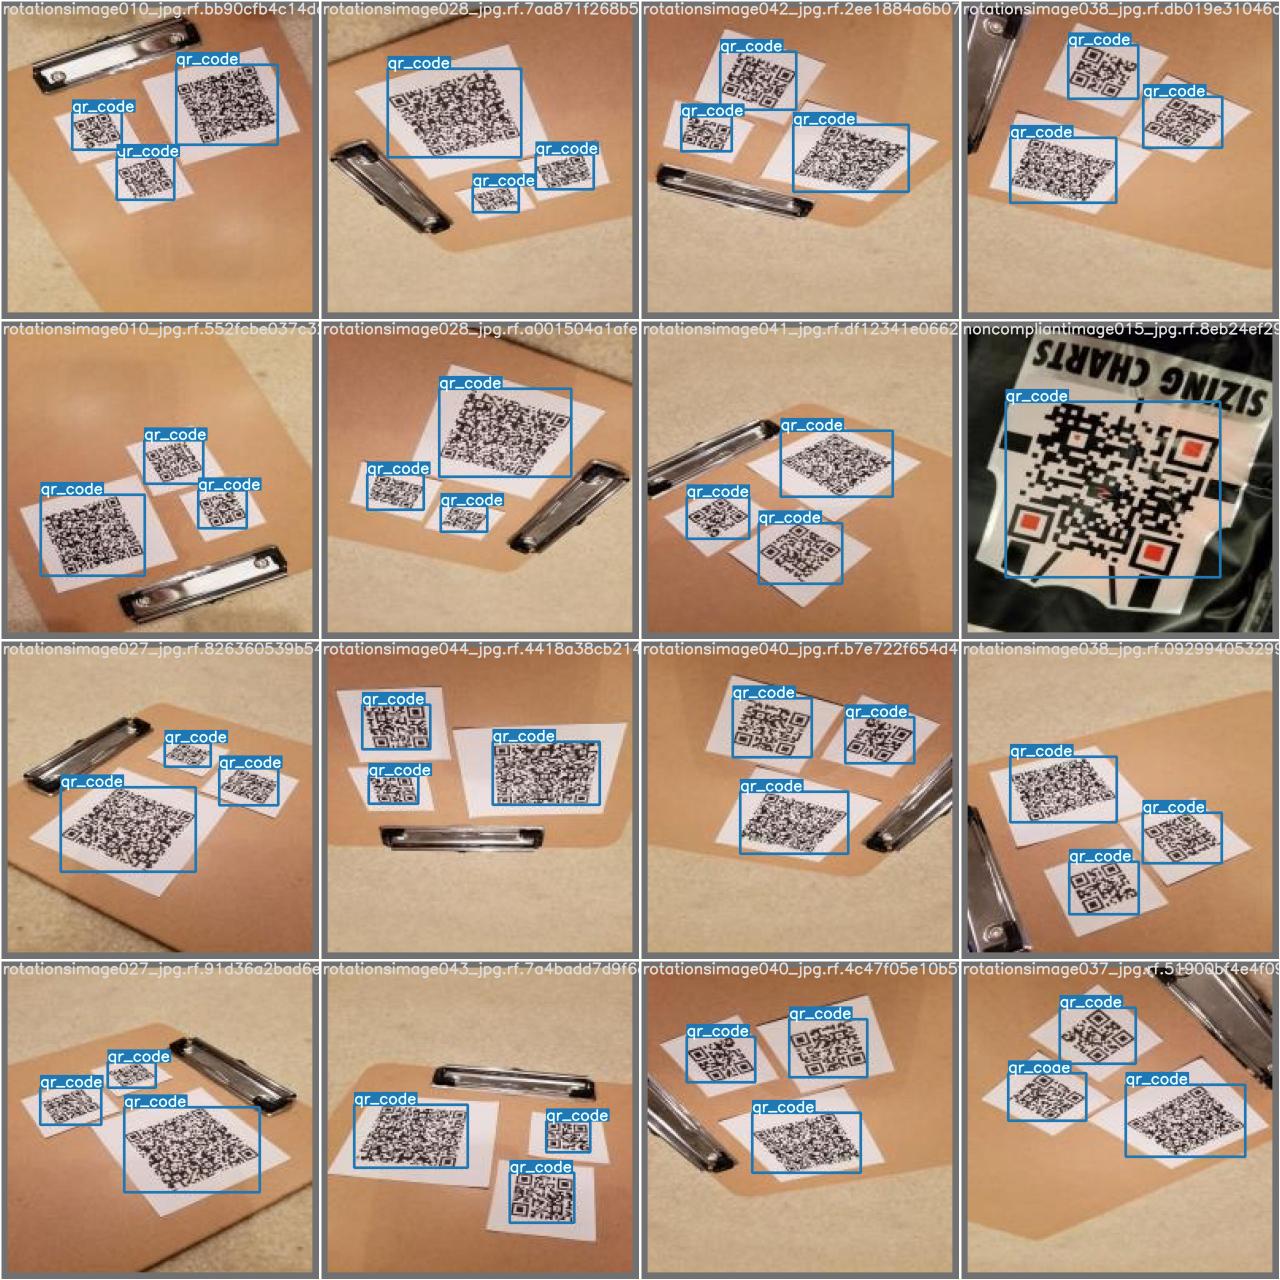 rotationsimage010_jpg.rf.bb90cfb4c14d
rotationsimage028_jpg.rf.7aa871f268b5
rotationsimage042_jpg.rf.2ee1884a6b07
rotationsimage038_jpg.rf.db019e31046
qr_code
qr_code
qr_code
qr_code
qr_code
qr_code
qr_code
qr_code
qr_code
qr_code
qr_code
qr_code
rotationsimage010_jpg.rf.552fcbe037c3
rotationsimage028_jpg.rf.a001504a1afe
rotationsimage041_jpg.rf.df12341e0662
noncompliantimage015_jpg.rf.8eb24ef29
SIZING CHARTS
qr_code
qr_code
qr_code
qr_code
qr_code
qr_code
qr_code
qr_code
qr_code
qr_code
rotationsimage027_jpg.rf.826360539b54
rotationsimage044_jpg.rf.4418a38cb214
rotationsimage040_jpg.rf.b7e722f654d4
rotationsimage038_jpg.rf.092994053299
qr_code
qr_code
qr_code
qr_code
qr_code
qr_code
qr_code
qr_code
qr_code
qr_code
qr_code
qr_code
rotationsimage027_jpg.rf.91d36a2bad6e
rotationsimage043_jpg.rf.7a4badd7d9f6
rotationsimage040_jpg.rf.4c47f05e10b5
rotationsimage037_jpg.rf.51900bf4e4f09
qr_code
qr_code
qr_code
qr_code
qr_code
qr_code
qr_code
qr_code
qr_code
qr_code
qr_code
qr_code